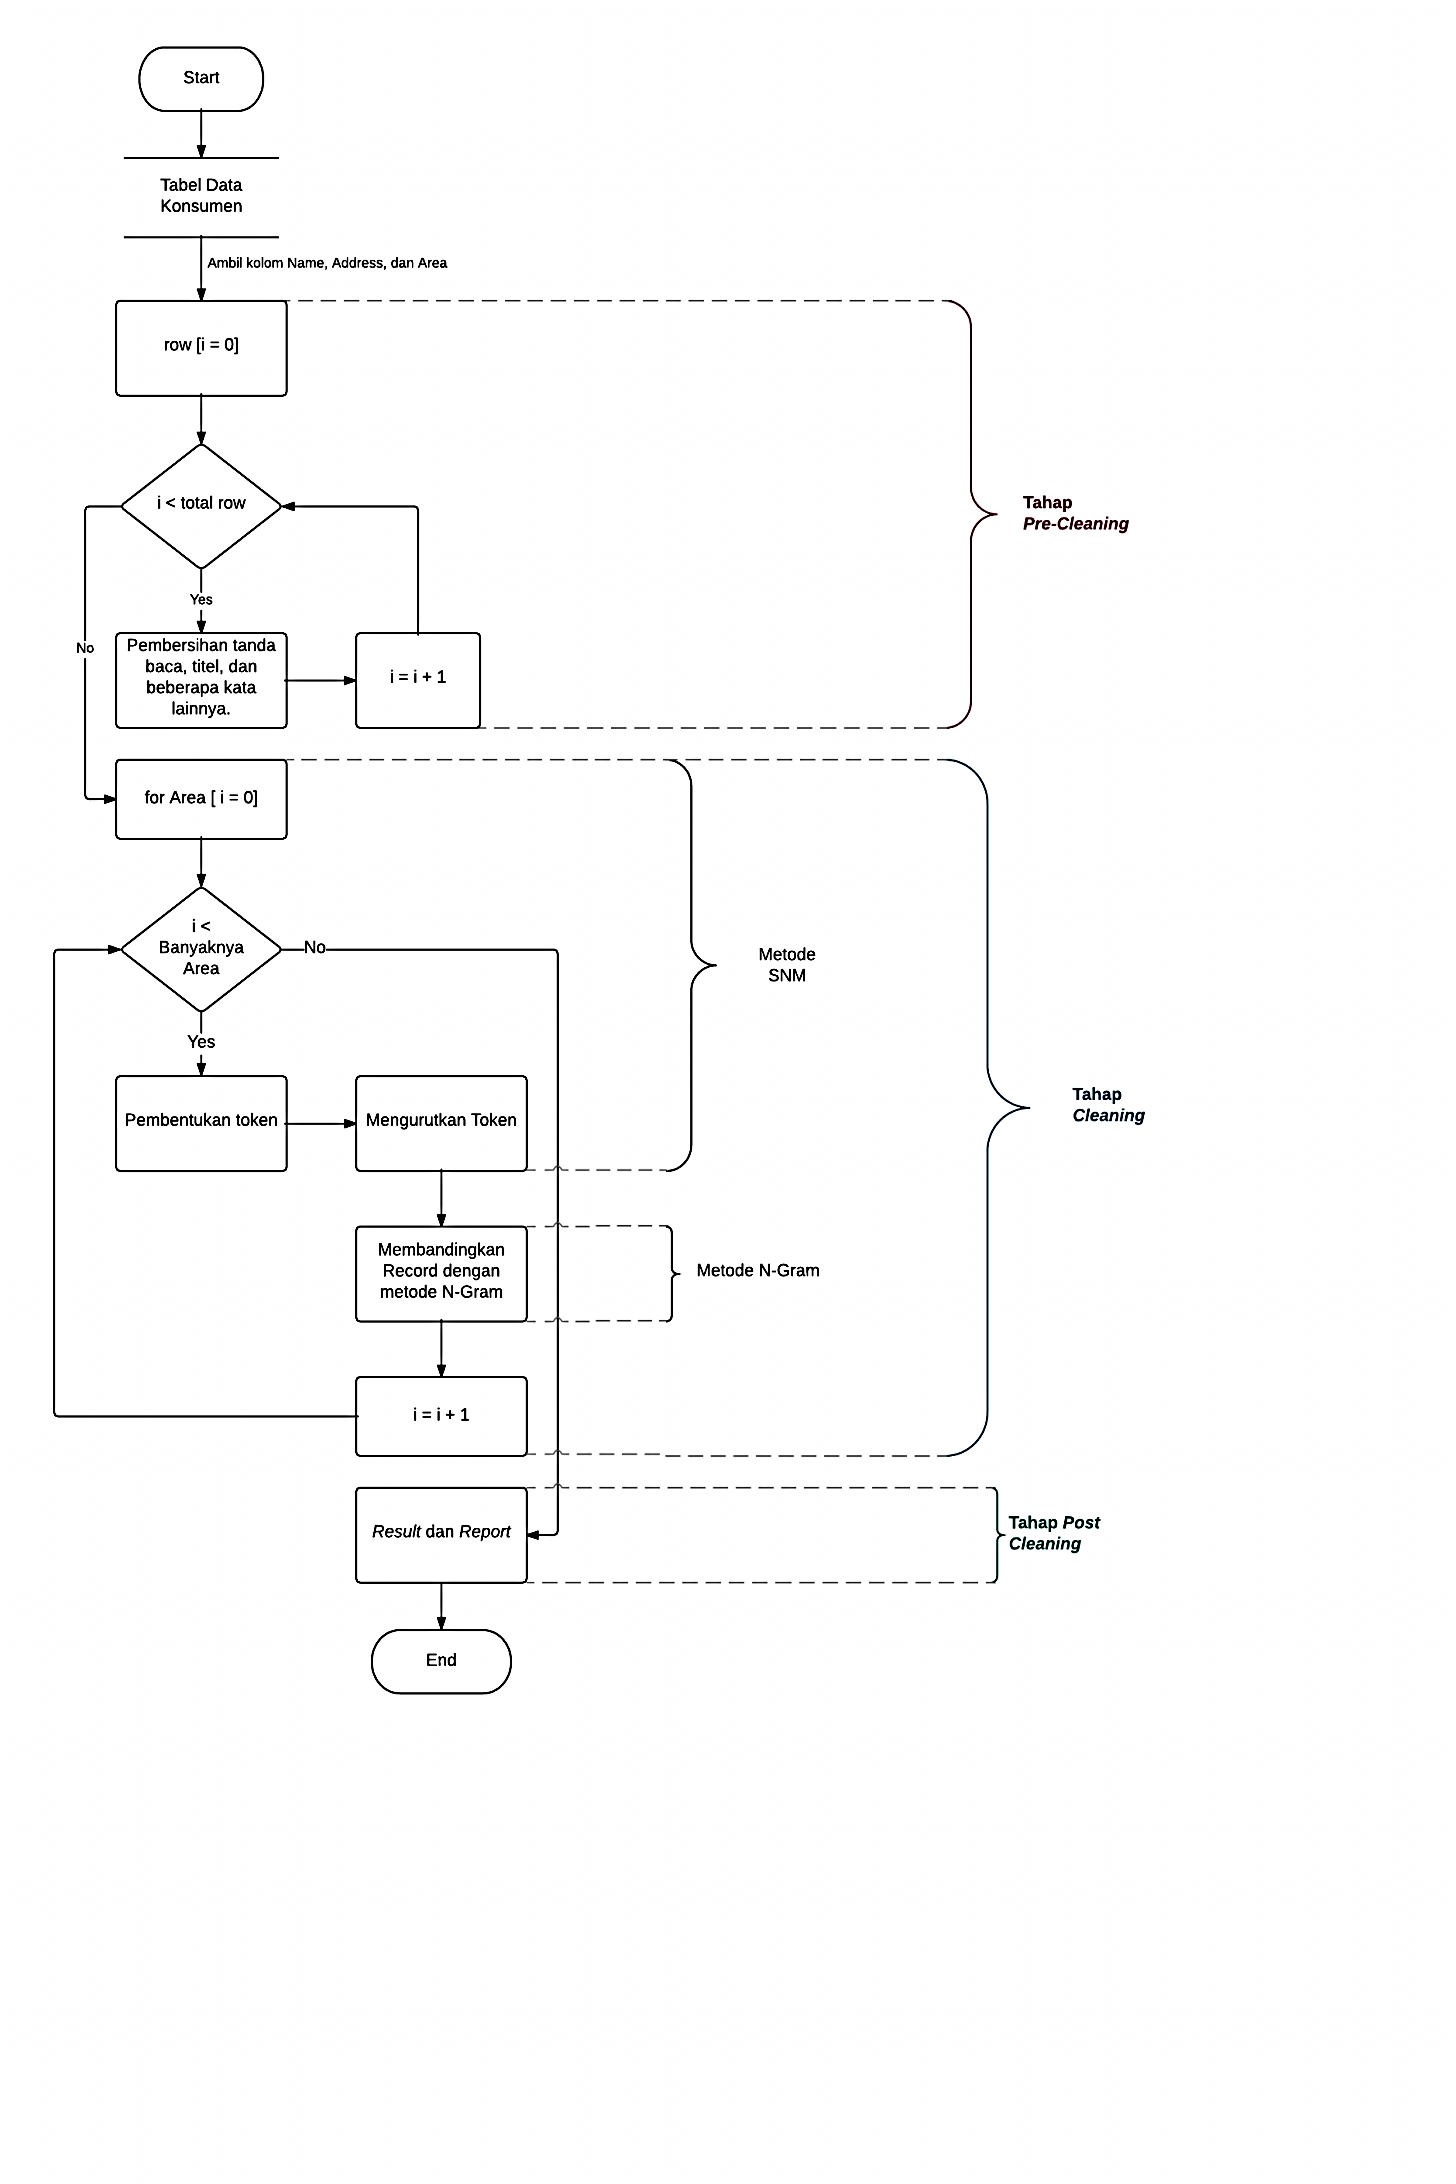 Start
Tabel Data
Konsumen
Ambil kolom Name, Address, dan Area
row [i = 0]
i < total row
Yes
No
Pembersihan tanda
baca, titel, dan
beberapa kata
lainnya.
i = i + 1
Tahap
Pre-Cleaning
for Area [ i = 0]
i <
Banyaknya
Area
No
Yes
Pembentukan token
Mengurutkan Token
Metode
SNM
Membandingkan
Record dengan
metode N-Gram
Metode N-Gram
i = i + 1
Tahap
Cleaning
Result dan Report
Tahap Post
Cleaning
End